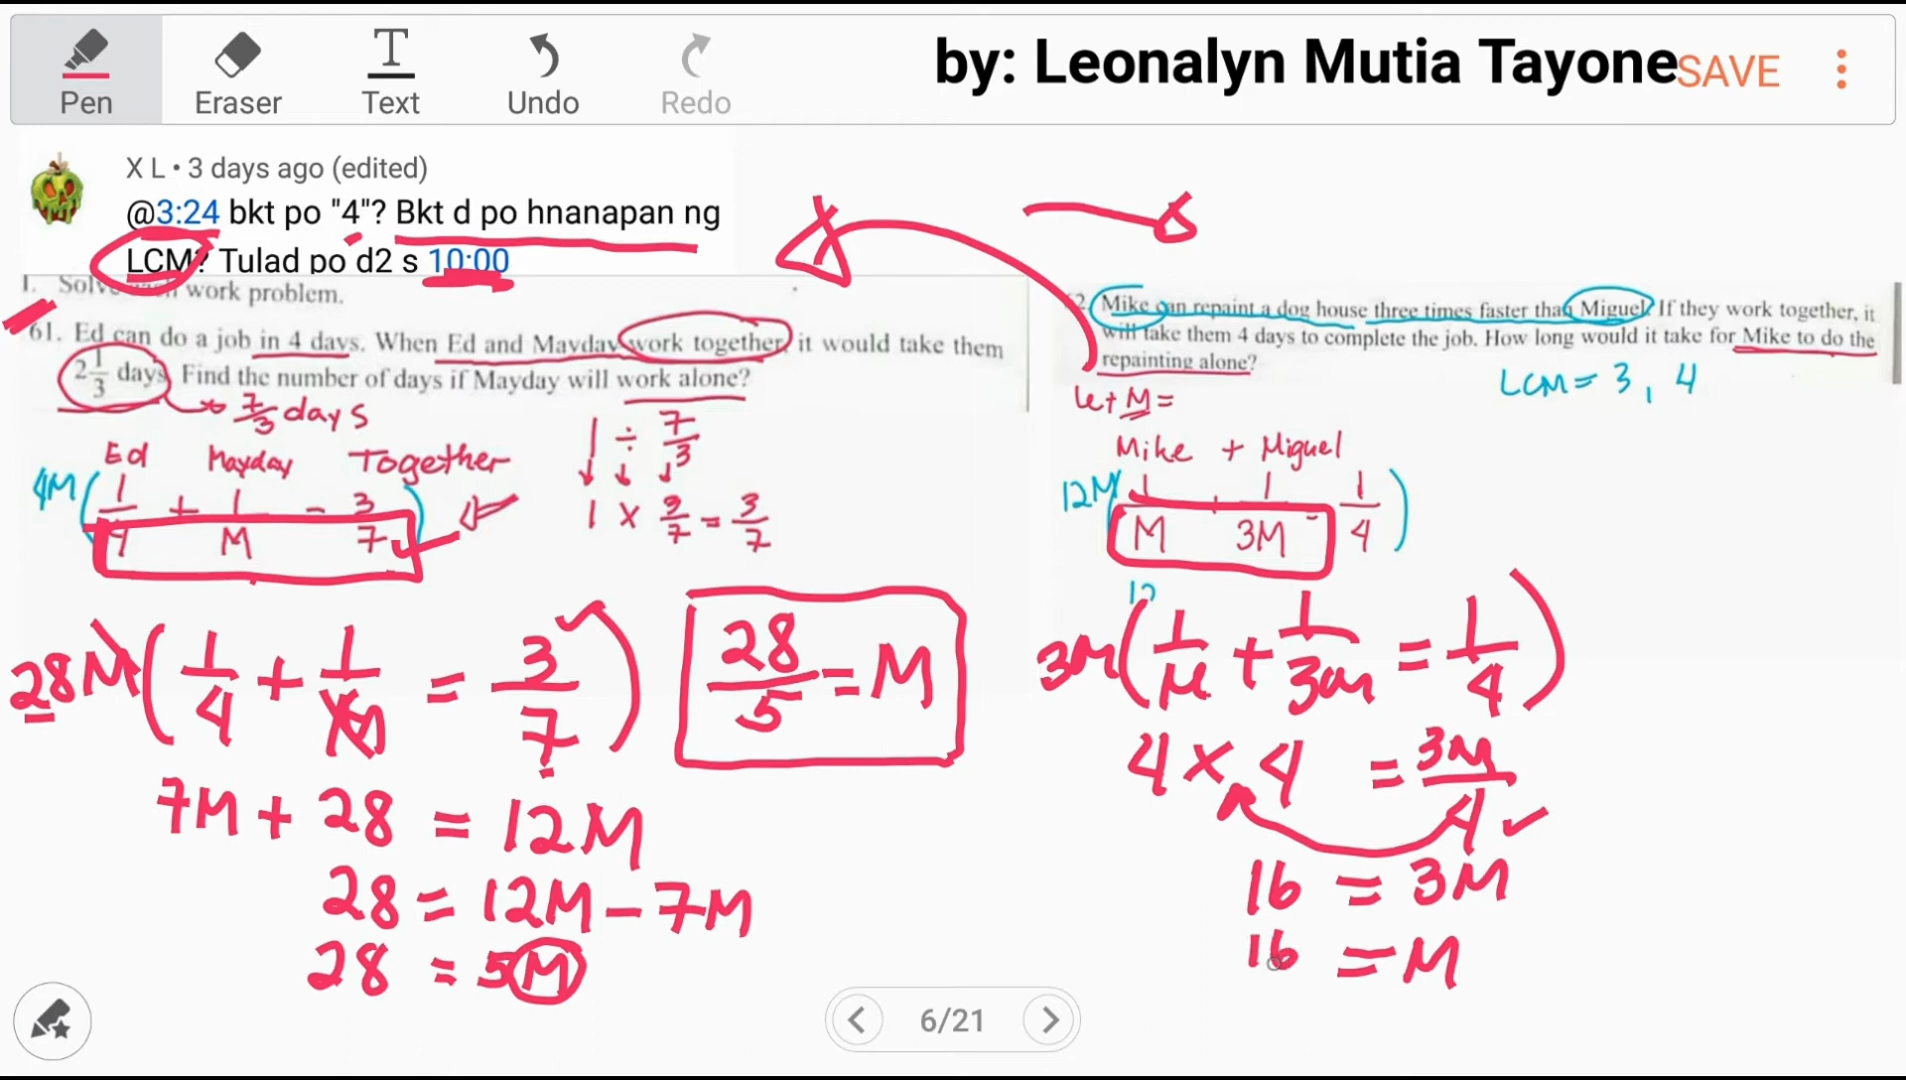 by: Leonalyn Mutia Tayone
SAVE
Pen
Eraser
Text
Undo
Redo
X L • 3 days ago (edited)
@3:24 bkt po "4"? Bkt d po hnanapan ng
LCM? Tulad po d2 s 10:00
I. Solve each work problem.
61. Ed can do a job in 4 days. When Ed and Mayday work together, it would take them
2 1/3 days. Find the number of days if Mayday will work alone?
7/3 days
Ed Mayday Together
4M ( 1/4 + 1/M = 3/7 )
1 ÷ 7/3
1 x 3/7 = 3/7
28M ( 1/4 + 1/M = 3/7 )
7M + 28 = 12M
28 = 12M - 7M
28 = 5M
28/5 = M
2. Mike can repaint a dog house three times faster than Miguel. If they work together, it
will take them 4 days to complete the job. How long would it take for Mike to do the
repainting alone?
LCM = 3, 4
Let M =
Mike + Miguel
12M ( 1/M + 1/3M = 1/4 )
12
3M ( 1/M + 1/3M = 1/4 )
4 x 4 = 3M/4
16 = 3M
16 = M
6/21